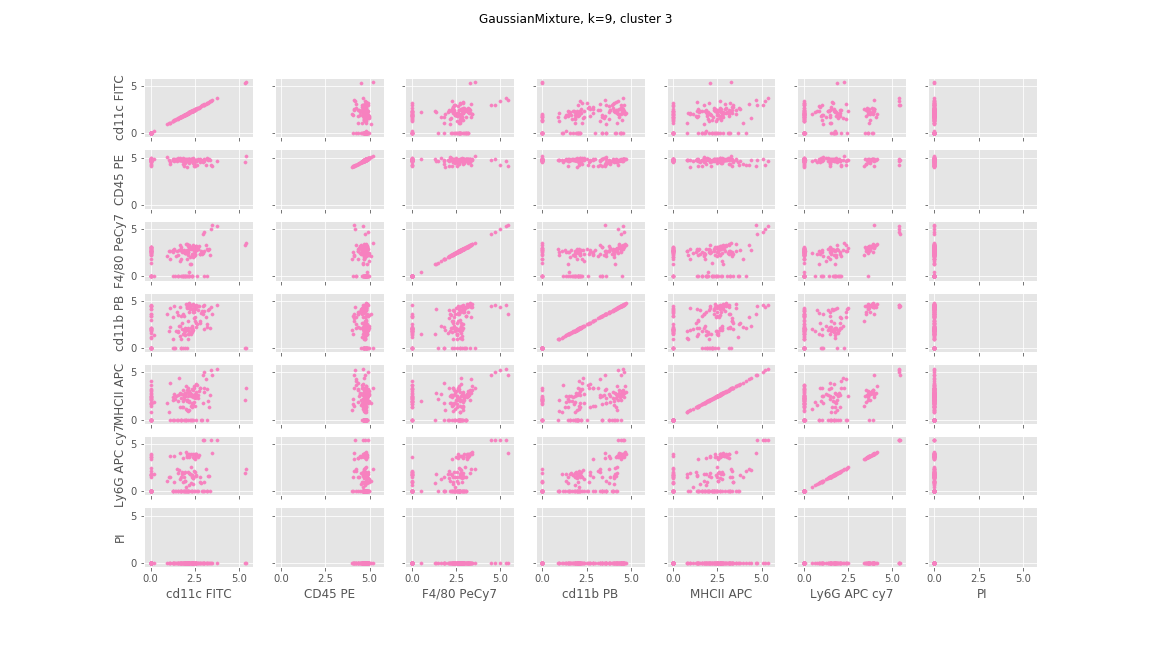 GaussianMixture, k=9, cluster 3
cd11c FITC
5
0
CD45 PE
5
0
F4/80 PeCy7
5
0
cd11b PB
5
0
MHCII APC
5
0
Ly6G APC cy7
5
0
PI
5
0
0.0 2.5 5.0 0.0 2.5 5.0 0.0 2.5 5.0 0.0 2.5 5.0 0.0 2.5 5.0 0.0 2.5 5.0 0.0 2.5 5.0
cd11c FITC CD45 PE F4/80 PeCy7 cd11b PB MHCII APC Ly6G APC cy7 PI